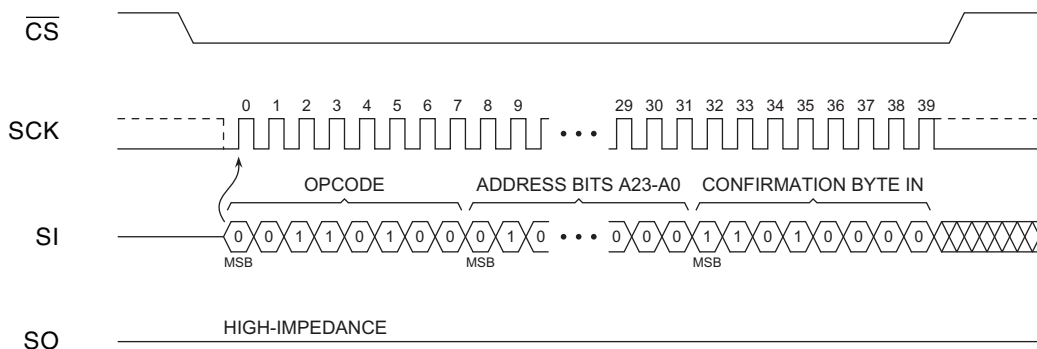 C̅S̅
0 1 2 3 4 5 6 7 8 9 29 30 31 32 33 34 35 36 37 38 39
SCK
OPCODE ADDRESS BITS A23-A0 CONFIRMATION BYTE IN
SI 0 0 1 1 0 1 0 0 0 1 0 0 0 0 1 1 0 1 0 0 0 0
MSB MSB MSB
HIGH-IMPEDANCE
SO